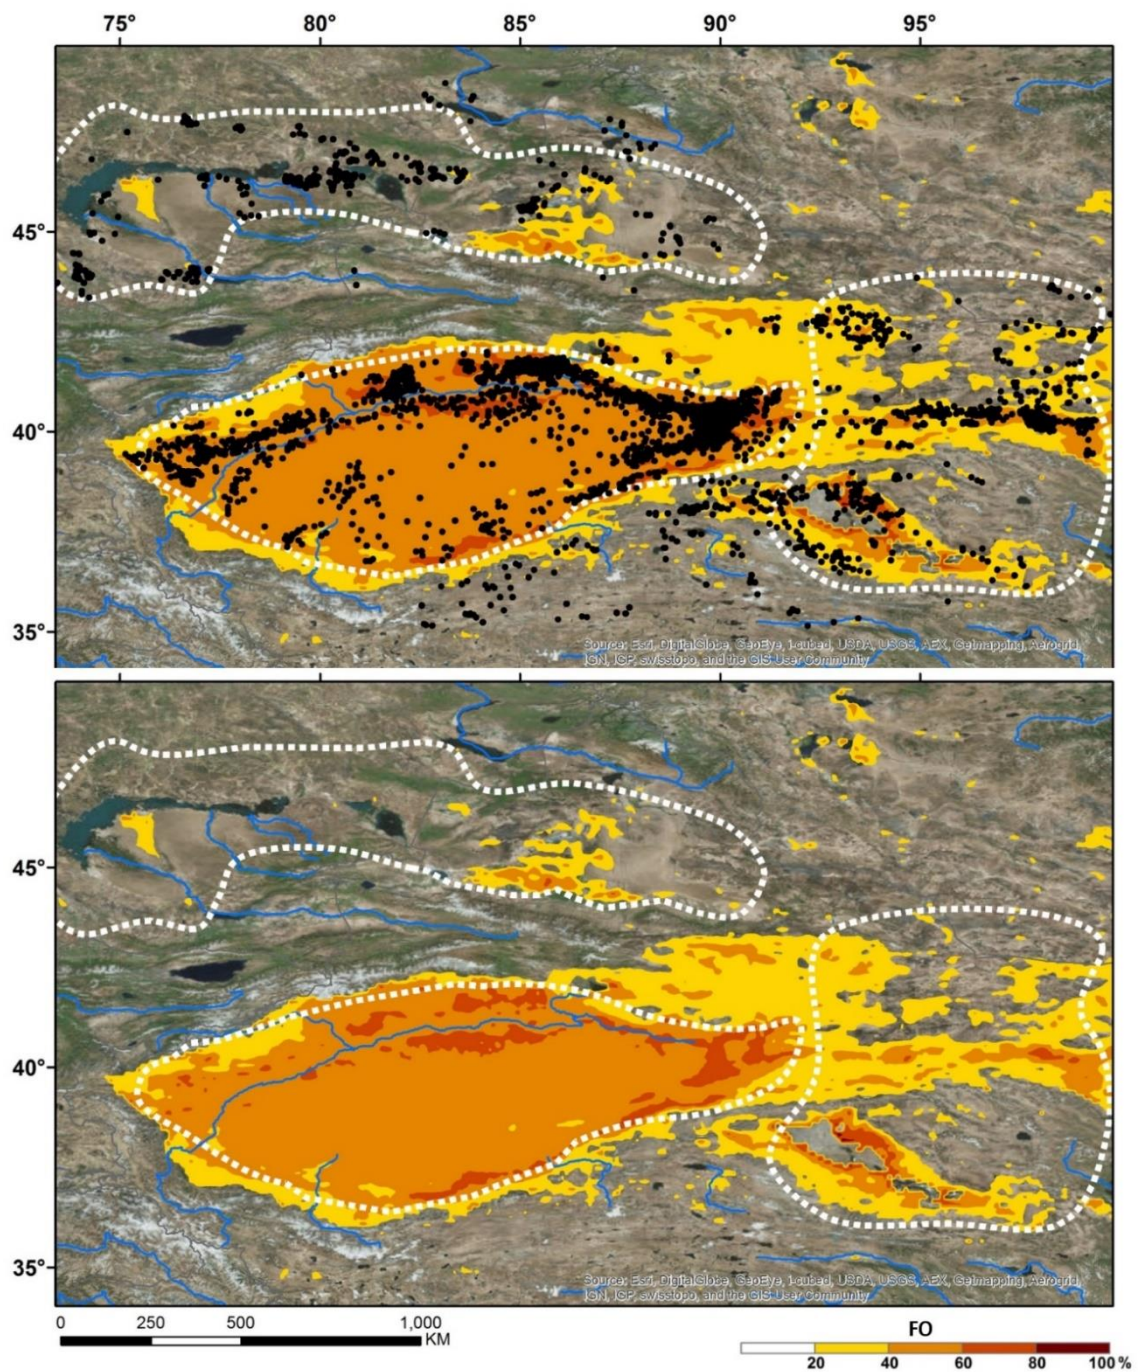 75° 80° 85° 90° 95°
45°
40°
35°
Source: Esri, DigitalGlobe, GeoEye, i-cubed, USDA, USGS, AEX, Getmapping, Aerogrid,
IGN, IGP, swisstopo, and the GIS User Community
45°
40°
35°
Source: Esri, DigitalGlobe, GeoEye, i-cubed, USDA, USGS, AEX, Getmapping, Aerogrid,
IGN, IGP, swisstopo, and the GIS User Community
0 250 500 1,000
KM
FO
20 40 60 80 100 %